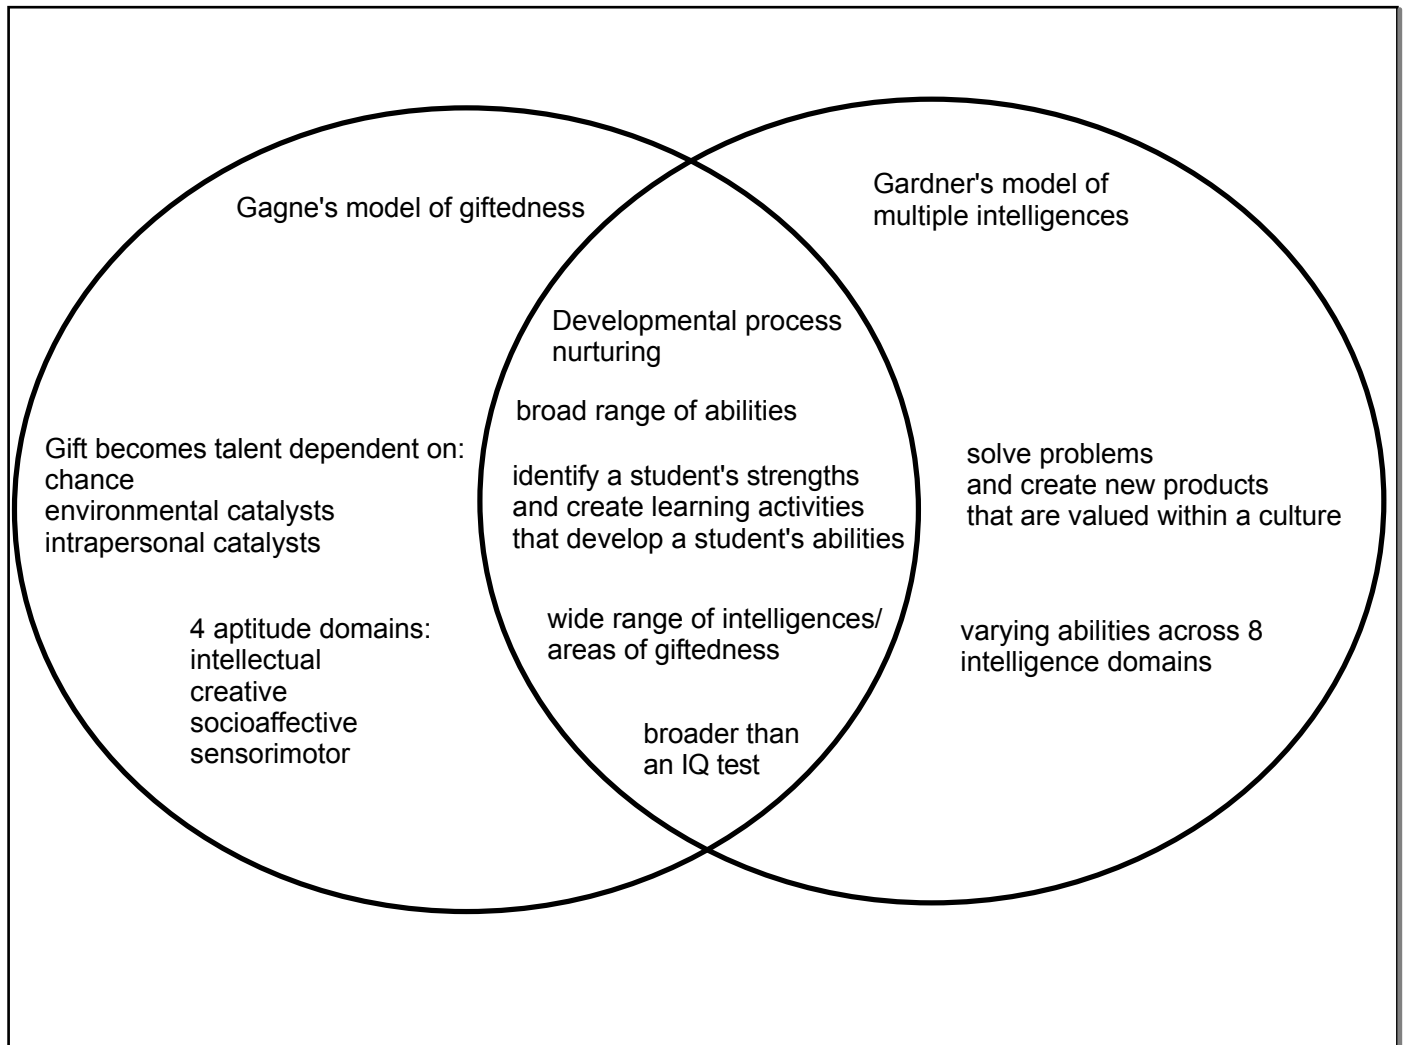 Gagne's model of giftedness
Gardner's model of
multiple intelligences
Developmental process
nurturing
broad range of abilities
Gift becomes talent dependent on:
chance
environmental catalysts
intrapersonal catalysts
identify a student's strengths
and create learning activities
that develop a student's abilities
solve problems
and create new products
that are valued within a culture
4 aptitude domains:
intellectual
creative
socioaffective
sensorimotor
wide range of intelligences/
areas of giftedness
varying abilities across 8
intelligence domains
broader than
an IQ test